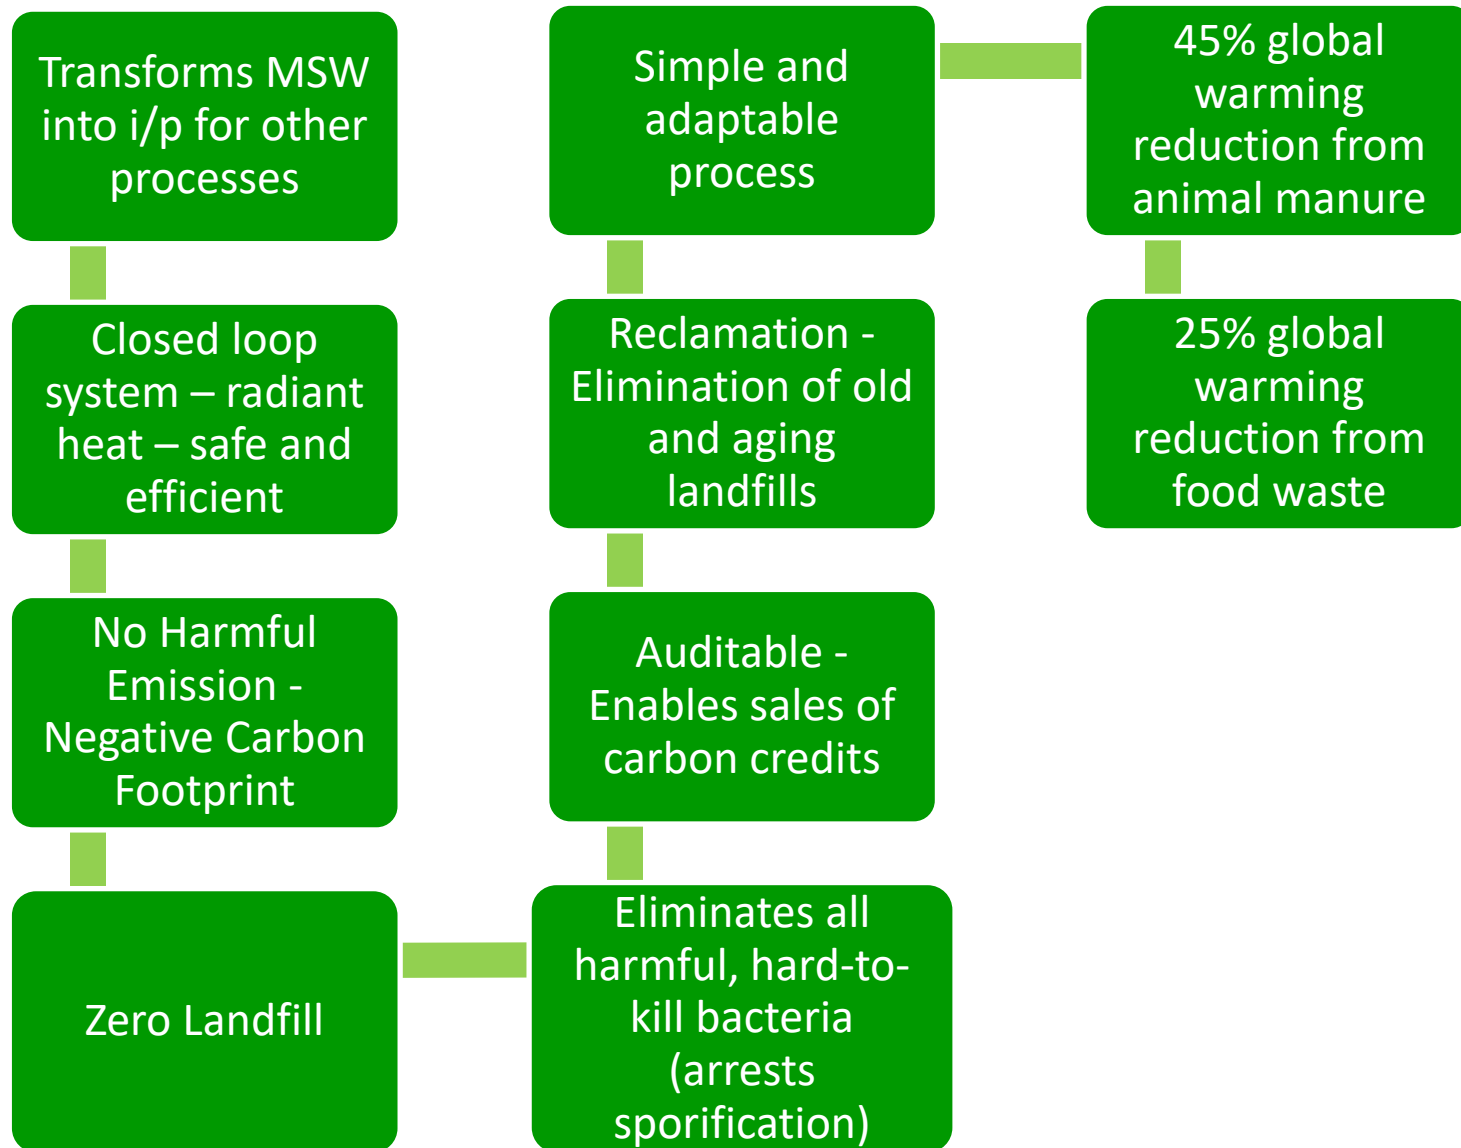 Transforms MSW
into i/p for other
processes
Closed loop
system – radiant
heat – safe and
efficient
No Harmful
Emission -
Negative Carbon
Footprint
Zero Landfill
Eliminates all
harmful, hard-to-
kill bacteria
(arrests
sporification)
Auditable -
Enables sales of
carbon credits
Reclamation -
Elimination of old
and aging
landfills
Simple and
adaptable
process
45% global
warming
reduction from
animal manure
25% global
warming
reduction from
food waste